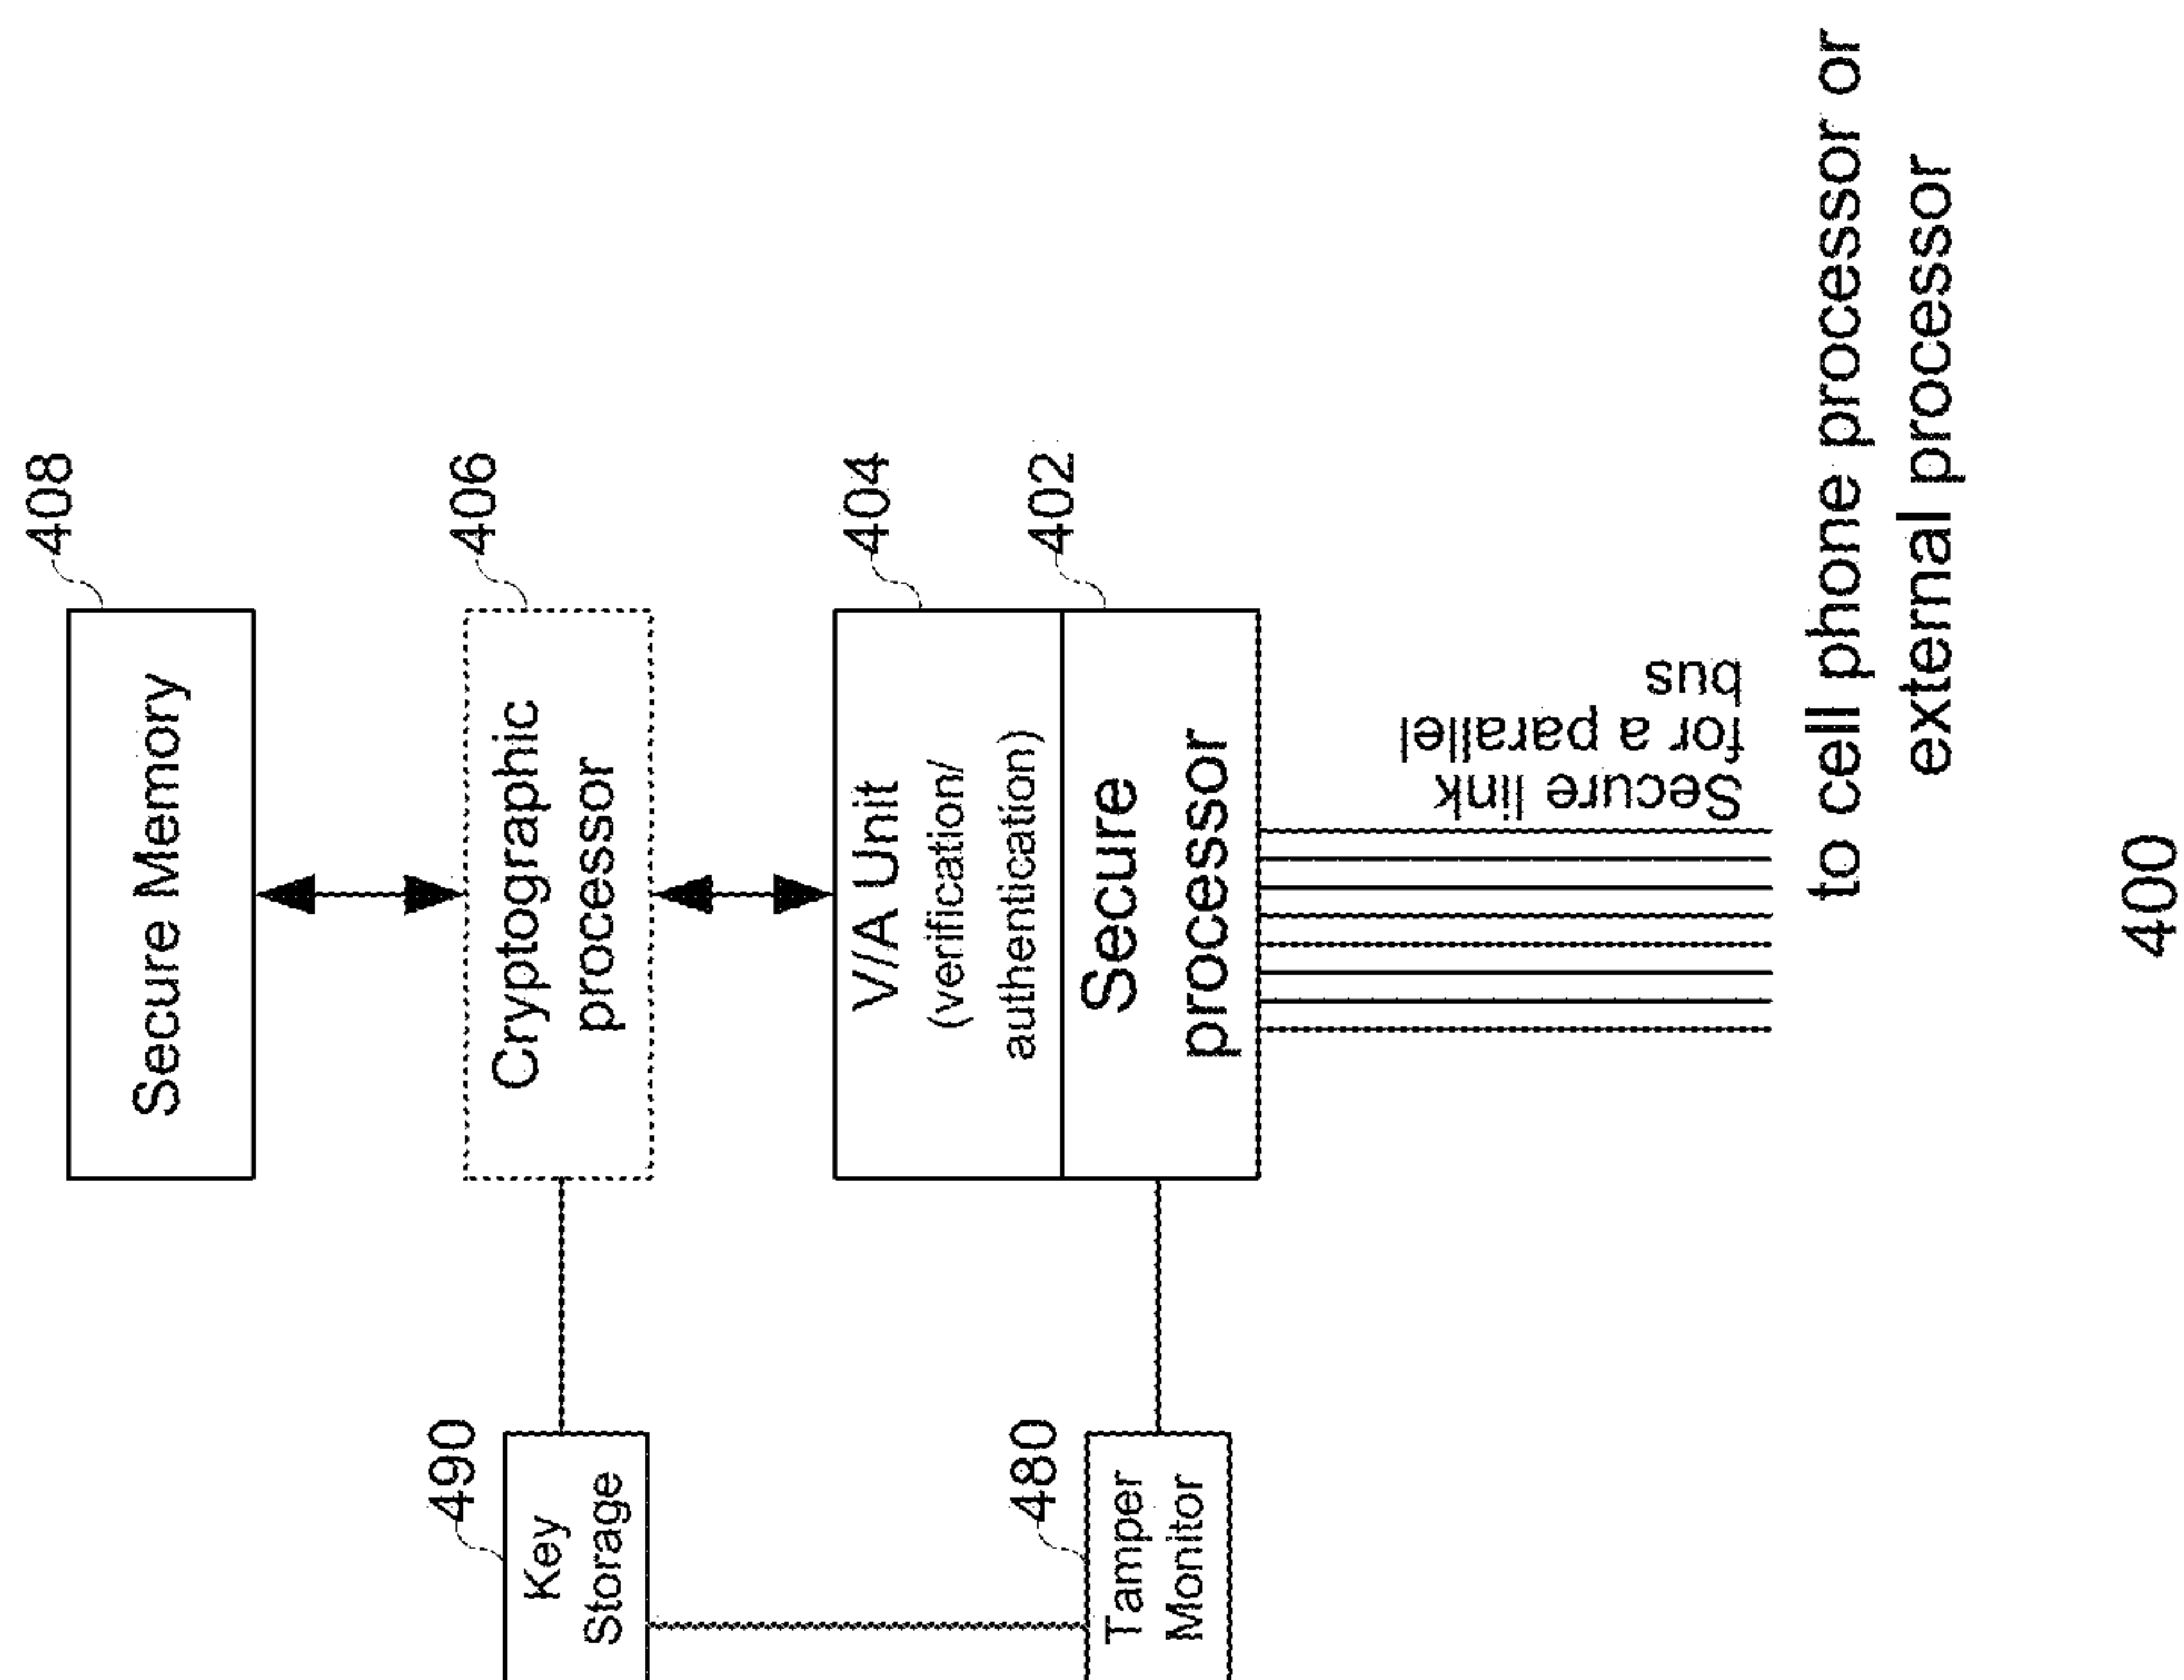 408
Secure Memory
406
Cryptographic
processor
404
V/A Unit
(verification/
authentication)
402
Secure
processor
490
Key
Storage
480
Tamper
Monitor
Secure link
for a parallel
bus
to cell phone processor or
external processor
400